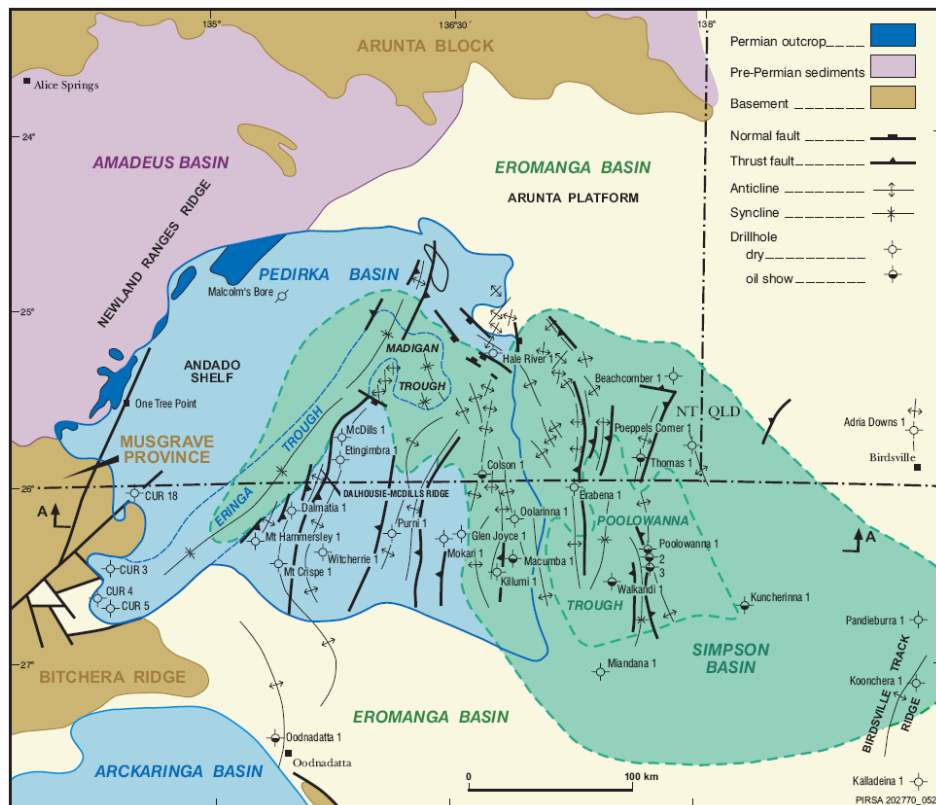 135°
136°30'
138°
ARUNTA BLOCK
Alice Springs
24°
AMADEUS BASIN
EROMANGA BASIN
ARUNTA PLATFORM
NEWLAND RANGES RIDGE
Permian outcrop
Pre-Permian sediments
Basement
Normal fault
Thrust fault
Anticline
Syncline
Drillhole
dry
oil show
PEDIRKA BASIN
Malcolm's Bore
25°
MADIGAN
TROUGH
Hale River 1
ANDADO
SHELF
Beachcomber 1
One Tree Point
NT QLD
Adria Downs 1
Birdsville
MUSGRAVE
PROVINCE
McDills 1
Etingimbra 1
Poeppels Corner 1
Thomas 1
ERINGA TROUGH
Colson 1
26°
CUR 18
DALHOUSIE-MCDILLS RIDGE
Erabena 1
A
Dalmatia 1
Oolarinna 1
POOLOWANNA
TROUGH
Mt Hammersley 1
Purni 1
Glen Joyce 1
Poolowanna 1
2
3
A
Witcherrie 1
Mokari 1
Macumba 1
CUR 3
Mt Crispe 1
Killumi 1
Walkandi 1
CUR 4
CUR 5
Kuncherinna 1
Pandieburra 1
27°
BITCHERA RIDGE
Miandana 1
SIMPSON
BASIN
Koonchera 1
BIRDSVILLE TRACK
RIDGE
EROMANGA BASIN
Oodnadatta 1
Oodnadatta
ARCKARINGA BASIN
0
100 km
Kalladeina 1
PIRSA 202770_052